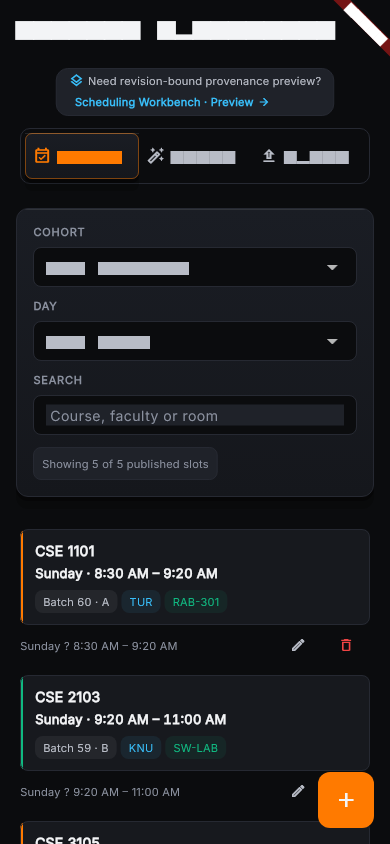 Need revision-bound provenance preview?
Scheduling Workbench · Preview →
COHORT
DAY
SEARCH
Course, faculty or room
Showing 5 of 5 published slots
CSE 1101
Sunday · 8:30 AM – 9:20 AM
Batch 60 · A TUR RAB-301
Sunday ? 8:30 AM – 9:20 AM
CSE 2103
Sunday · 9:20 AM – 11:00 AM
Batch 59 · B KNU SW-LAB
Sunday ? 9:20 AM – 11:00 AM
CSE 3105